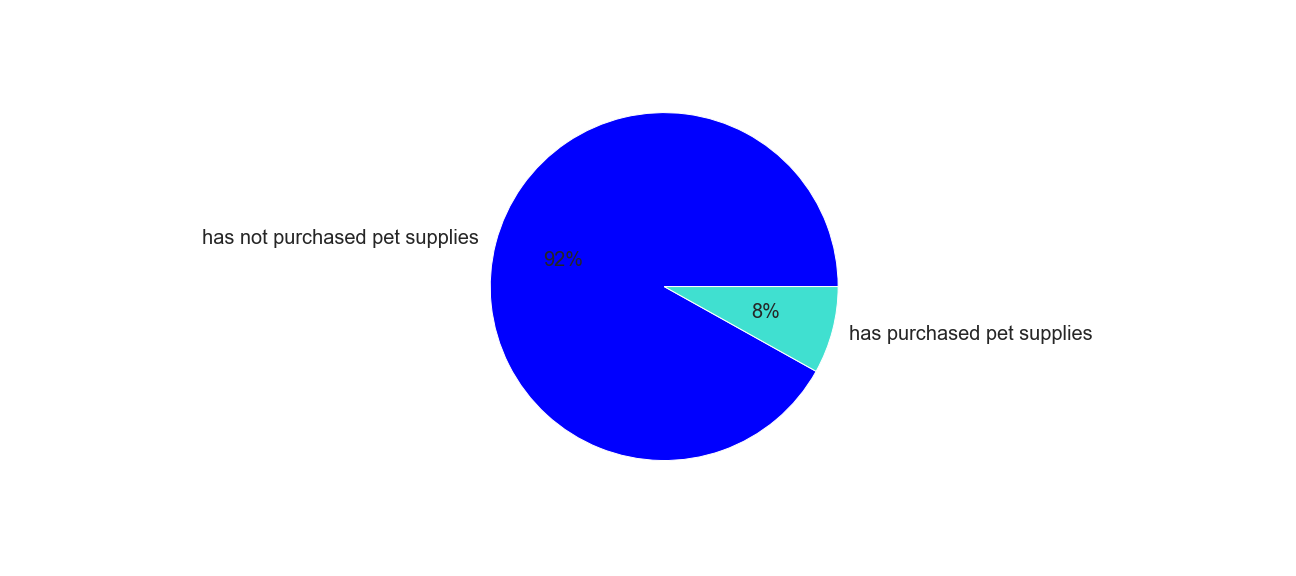 has not purchased pet supplies
92%
8%
has purchased pet supplies